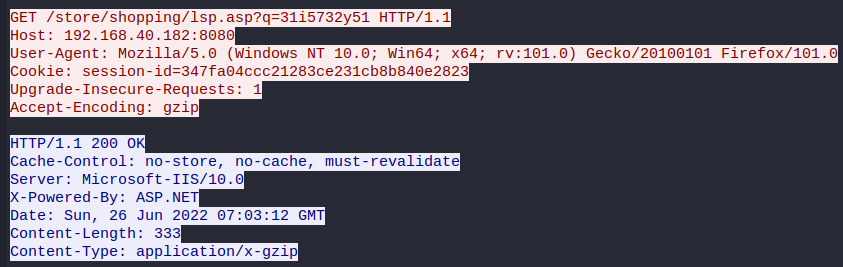 GET /store/shopping/lsp.asp?q=31i5732y51 HTTP/1.1
Host: 192.168.40.182:8080
User-Agent: Mozilla/5.0 (Windows NT 10.0; Win64; x64; rv:101.0) Gecko/20100101 Firefox/101.0
Cookie: session-id=347fa04ccc21283ce231cb8b840e2823
Upgrade-Insecure-Requests: 1
Accept-Encoding: gzip
HTTP/1.1 200 OK
Cache-Control: no-store, no-cache, must-revalidate
Server: Microsoft-IIS/10.0
X-Powered-By: ASP.NET
Date: Sun, 26 Jun 2022 07:03:12 GMT
Content-Length: 333
Content-Type: application/x-gzip